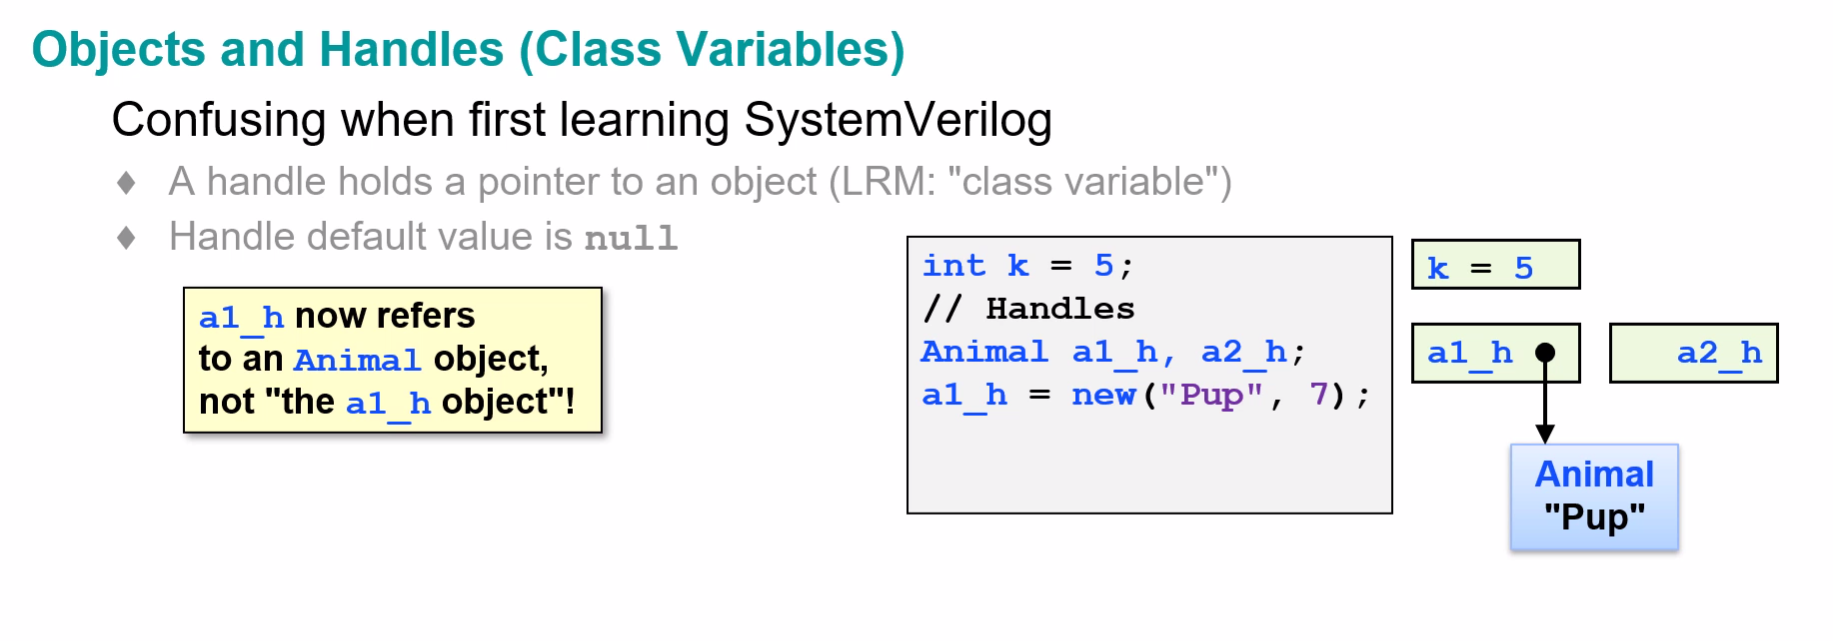 Objects and Handles (Class Variables)
Confusing when first learning SystemVerilog
♦ A handle holds a pointer to an object (LRM: "class variable")
♦ Handle default value is null
a1_h now refers
to an Animal object,
not "the a1_h object"!
int k = 5;
// Handles
Animal a1_h, a2_h;
a1_h = new("Pup", 7);
k = 5
a1_h
a2_h
Animal
"Pup"